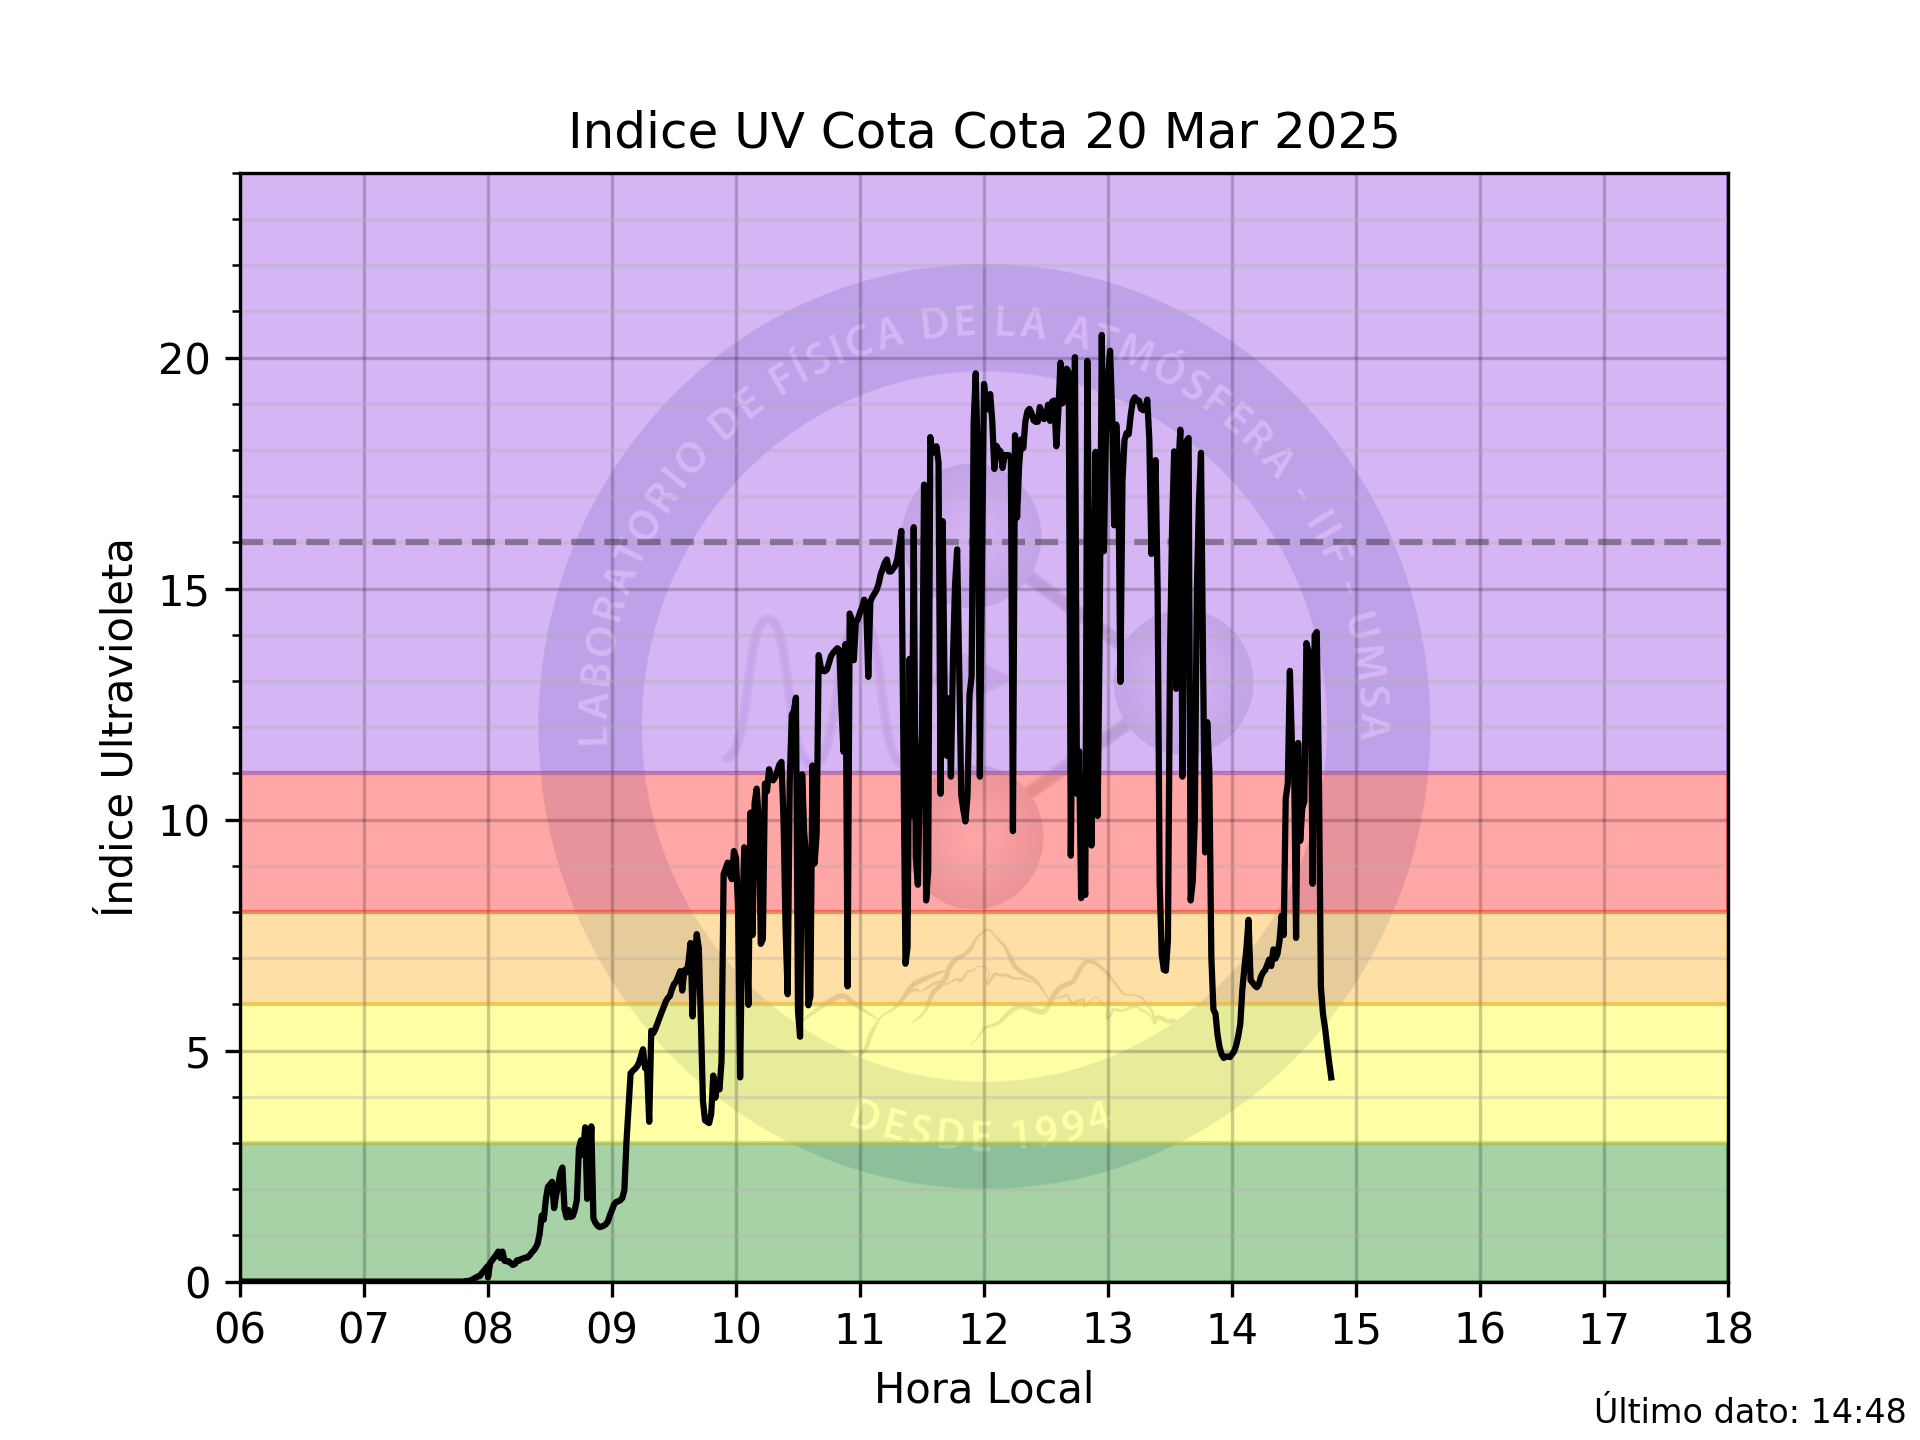 Indice UV Cota Cota 20 Mar 2025
LABORATORIO DE FÍSICA DE LA ATMÓSFERA - IIF - UMSA
DESDE 1994
Índice Ultravioleta
20
15
10
5
0
06 07 08 09 10 11 12 13 14 15 16 17 18
Hora Local
Último dato: 14:48